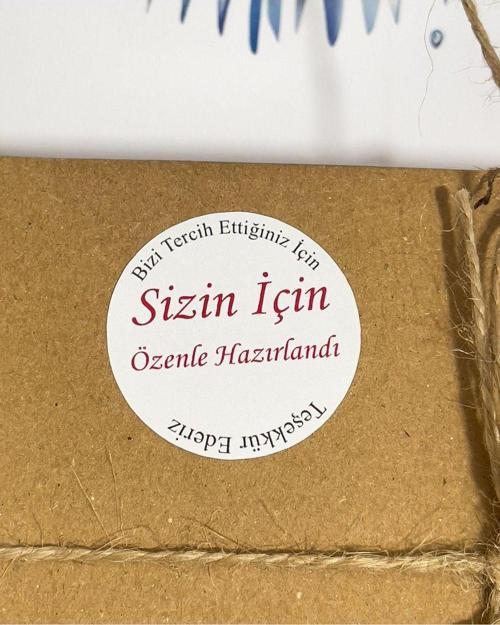 Bizi Tercih Ettiğiniz İçin
Sizin İçin
Özenle Hazırlandı
Teşekkür Ederiz